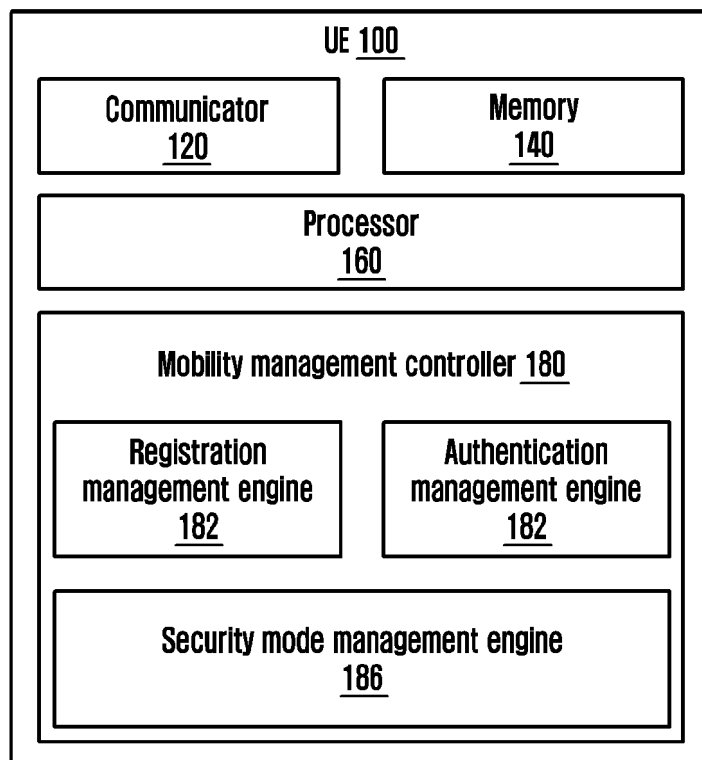 UE 100
Communicator
120
Memory
140
Processor
160
Mobility management controller 180
Registration
management engine
182
Authentication
management engine
182
Security mode management engine
186